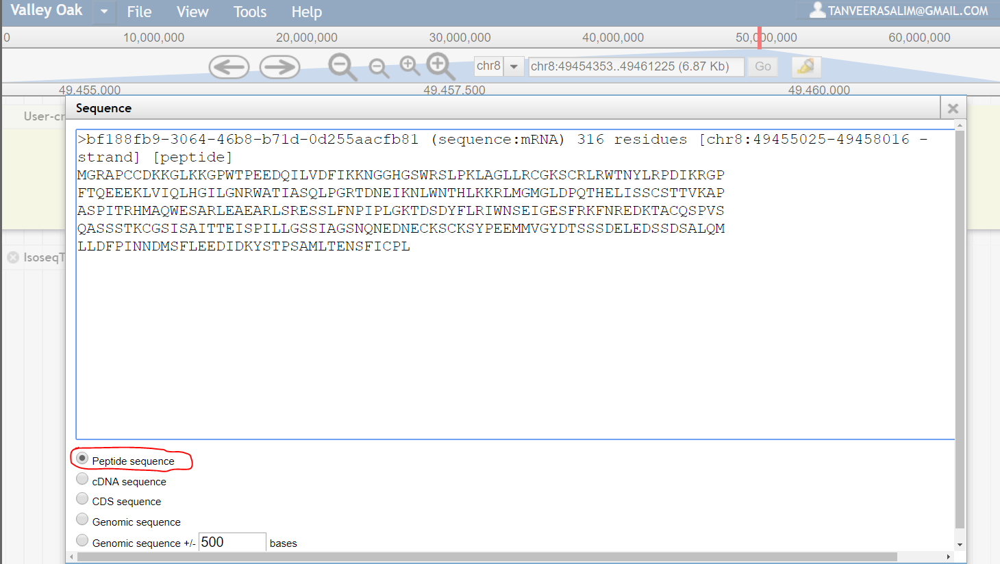 Valley Oak File View Tools Help TANVEERASALIM@GMAIL.COM
0 10,000,000 20,000,000 30,000,000 40,000,000 50,000,000 60,000,000
chr8 chr8:49454353..49461225 (6.87 Kb) Go
49,455,000 49,457,500 49,460,000
Sequence
User-cr
>bf188fb9-3064-46b8-b71d-0d255aacfb81 (sequence:mRNA) 316 residues [chr8:49455025-49458016 -
strand] [peptide]
MGRAPCCDKKGLKKGPWTPEEDQILVDFIKKNGGHGSWRSLPKLAGLLRCGKSCRLRWTNYLRPDIKRGP
FTQEEEKLVIQLHGILGNRWATIASQLPGRTDNEIKNLWNTHLKKRLMGMGLDPQTHELISSCSTTVKAP
ASPITRHMAQWESARLEAEARLSRESSLFNPIPLGKTDSDYFLRIWNSEIGESFRKFNREDKTACQSPVS
QASSSTKCGSISAITTEISPILLGSSIAGSNQNEDNECKSCKSYPEEMMVGYDTSSSDELEDSSDSALQM
LLDFPINNDMSFLEEDIDKYSTPSAMLTENSFICPL
IsoseqT
Peptide sequence
cDNA sequence
CDS sequence
Genomic sequence
Genomic sequence +/- 500 bases